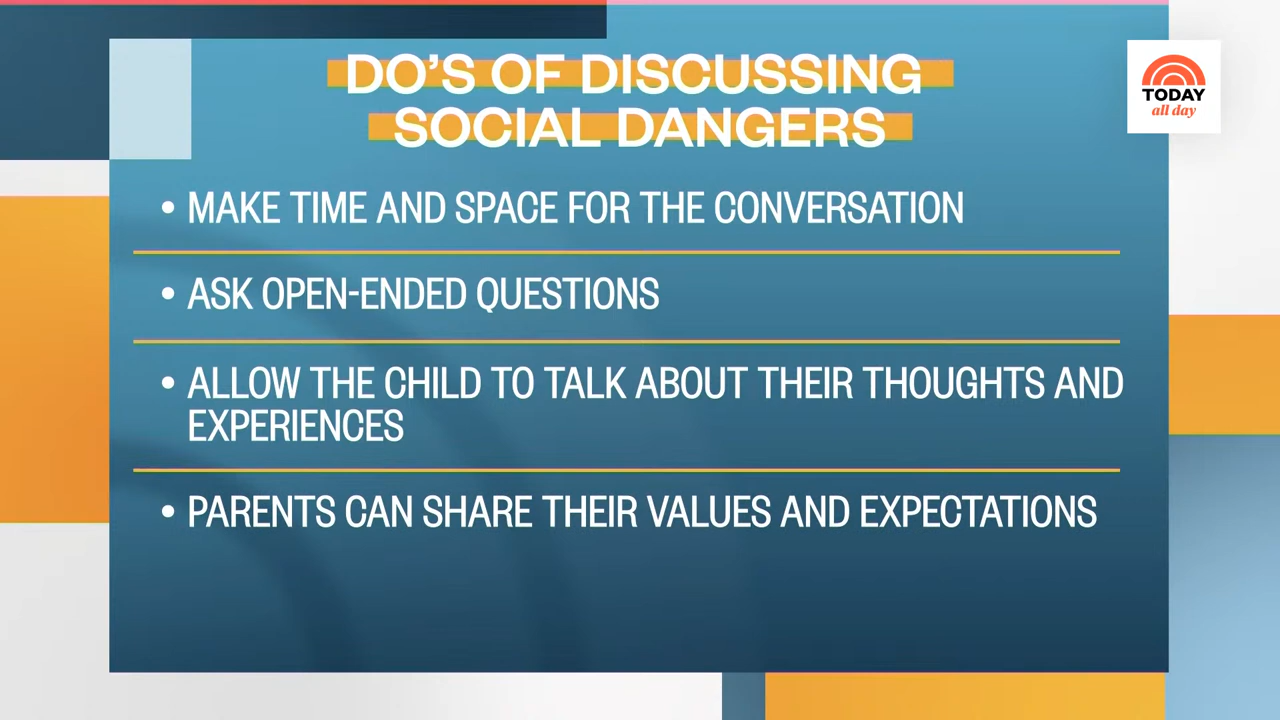 DO'S OF DISCUSSING
SOCIAL DANGERS
• MAKE TIME AND SPACE FOR THE CONVERSATION
• ASK OPEN-ENDED QUESTIONS
• ALLOW THE CHILD TO TALK ABOUT THEIR THOUGHTS AND
EXPERIENCES
• PARENTS CAN SHARE THEIR VALUES AND EXPECTATIONS
TODAY
all day